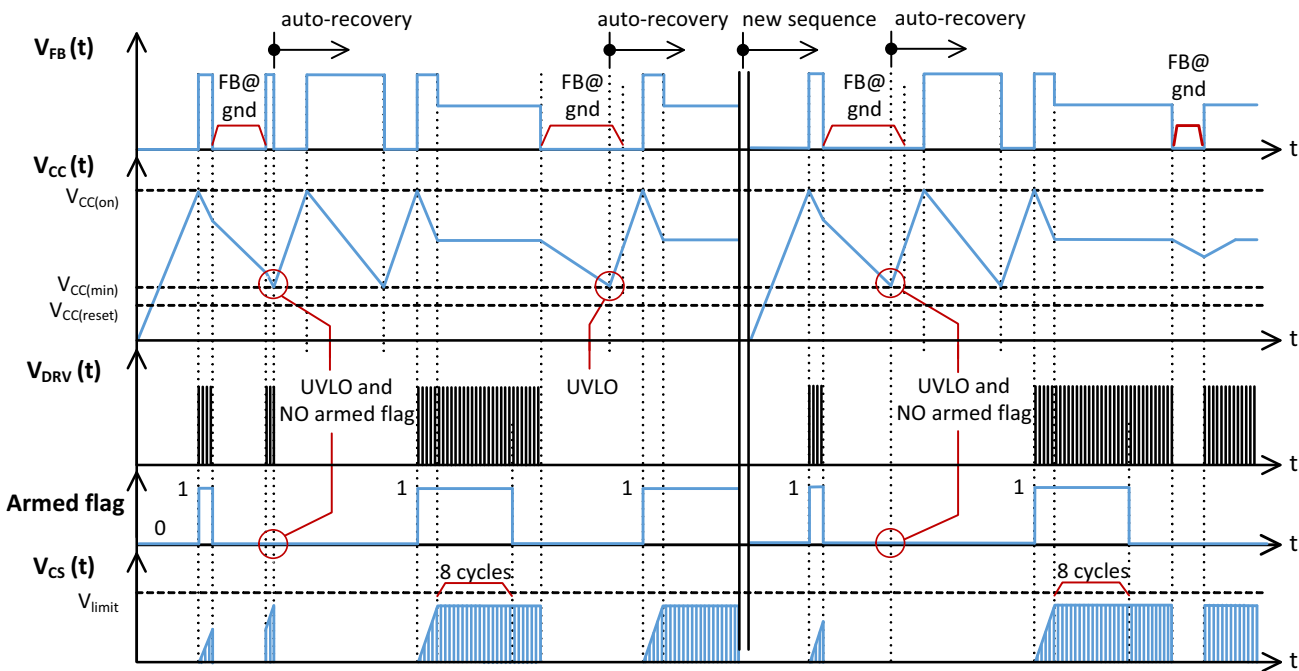 auto-recovery
auto-recovery
new sequence
auto-recovery
V_FB (t)
FB@
gnd
FB@
gnd
FB@
gnd
FB@
gnd
t
V_CC (t)
V_CC(on)
V_CC(min)
V_CC(reset)
t
V_DRV (t)
UVLO and
NO armed flag
UVLO
UVLO and
NO armed flag
t
Armed flag
1
1
1
1
1
0
t
V_CS (t)
8 cycles
8 cycles
V_limit
t